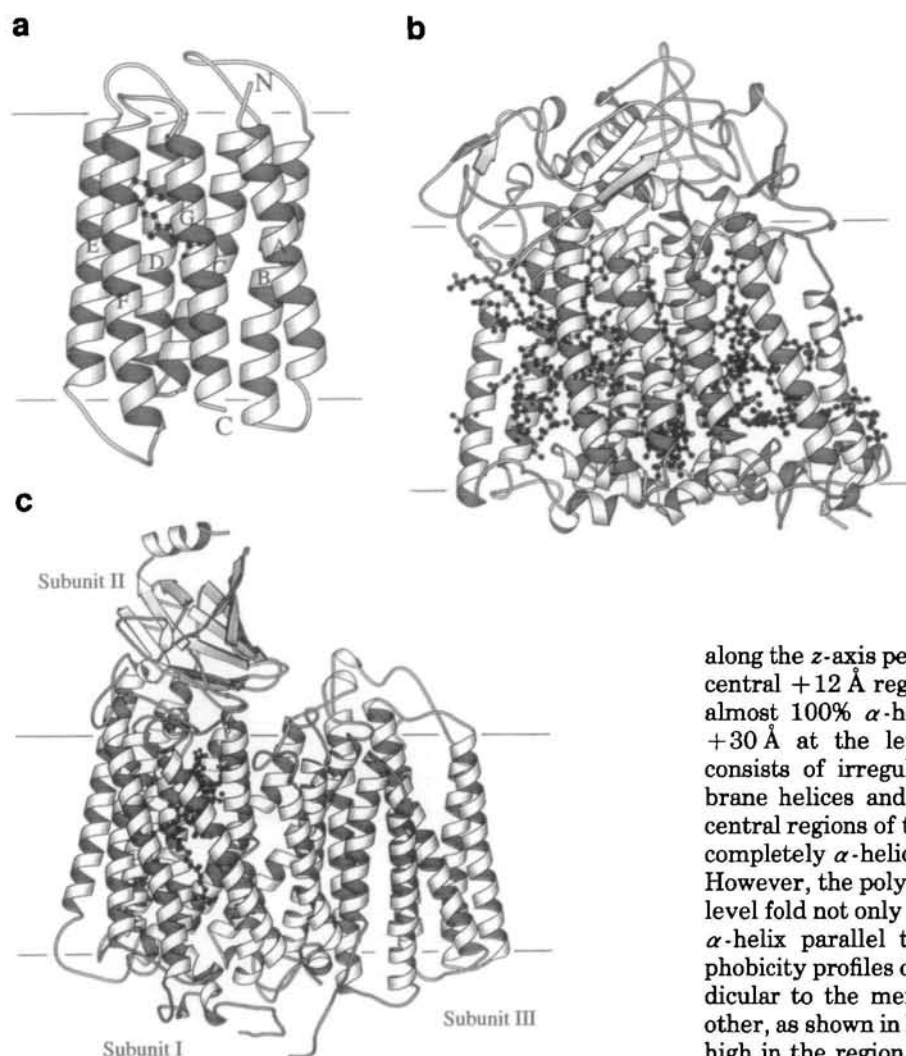 a
b
N
G
E
A
D
C
B
F
C
c
Subunit II
Subunit III
Subunit I
along the z-axis pe
central +12 Å reg
almost 100% α-h
+30 Å at the le
consists of irregul
brane helices and
central regions of t
completely α-helic
However, the poly
level fold not only
α-helix parallel t
phobicity profiles o
dicular to the mer
other, as shown in
high in the region